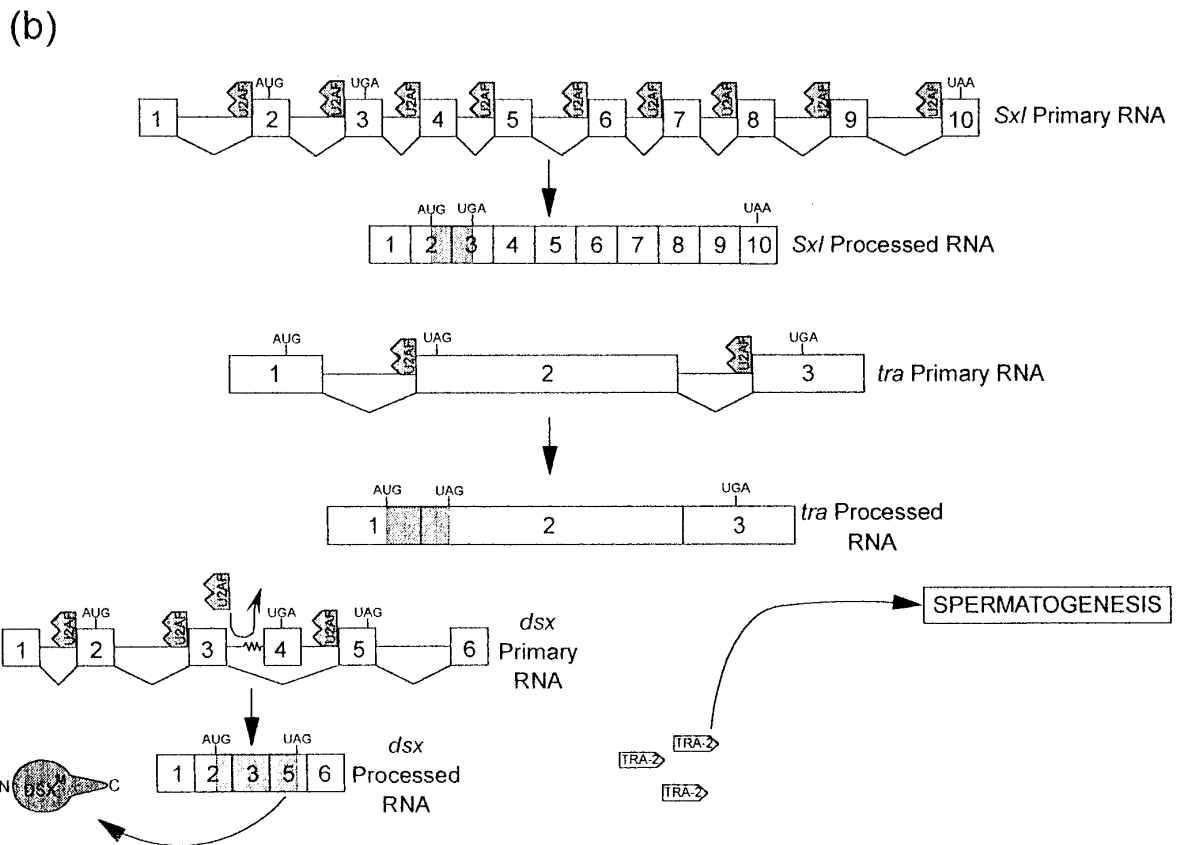 (b)
AUG UGA UAA
U2AF U2AF U2AF U2AF U2AF U2AF U2AF U2AF U2AF
1 2 3 4 5 6 7 8 9 10 Sxl Primary RNA
AUG UGA UAA
1 2 3 4 5 6 7 8 9 10 Sxl Processed RNA
AUG UAG UGA
U2AF U2AF
1 2 3 tra Primary RNA
AUG UAG UGA
1 2 3 tra Processed
RNA
U2AF
AUG UGA UAG
U2AF U2AF U2AF
1 2 3 4 5 6 dsx
Primary
RNA
SPERMATOGENESIS
AUG UAG
1 2 3 5 6 dsx
Processed
RNA
N DSX M C
TRA-2
TRA-2
TRA-2